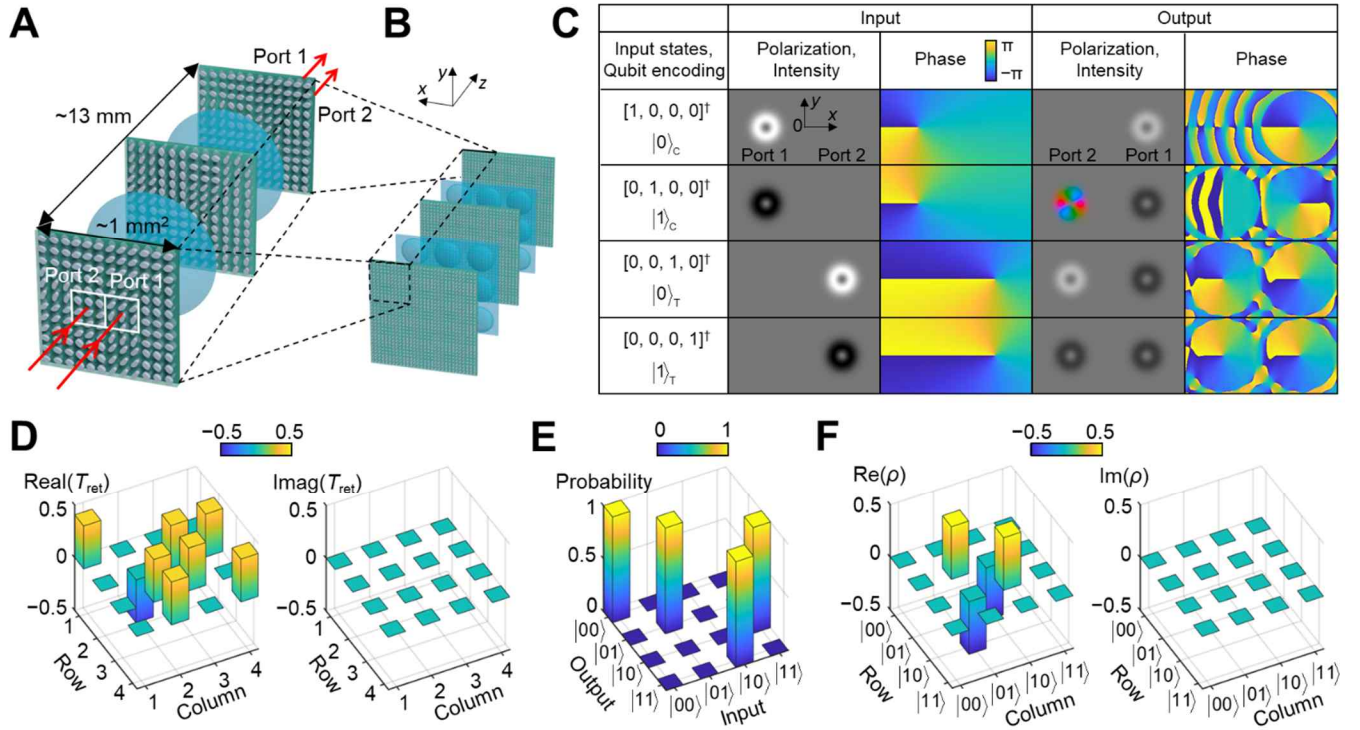 A
Port 1
Port 2
~13 mm
~1 mm²
Port 2
Port 1
B
y
z
x
C
Input
Output
Input states,
Qubit encoding
Polarization,
Intensity
Phase
π
−π
Polarization,
Intensity
Phase
[1, 0, 0, 0]†
|0⟩C
y
0
x
Port 1
Port 2
Port 2
Port 1
[0, 1, 0, 0]†
|1⟩C
[0, 0, 1, 0]†
|0⟩T
[0, 0, 0, 1]†
|1⟩T
D
−0.5 0.5
Real(Tret)
0.5
0
−0.5
1
2
3
4
Row
1
2
3
4
Column
Imag(Tret)
0.5
0
−0.5
1
2
3
4
Row
1
2
3
4
Column
E
0 1
Probability
1
0.5
0
|00⟩
|01⟩
|10⟩
|11⟩
Output
|00⟩
|01⟩
|10⟩
|11⟩
Input
F
−0.5 0.5
Re(ρ)
0.5
0
−0.5
|00⟩
|01⟩
|10⟩
|11⟩
Row
|00⟩
|01⟩
|10⟩
|11⟩
Column
Im(ρ)
0.5
0
−0.5
|00⟩
|01⟩
|10⟩
|11⟩
Row
|00⟩
|01⟩
|10⟩
|11⟩
Column